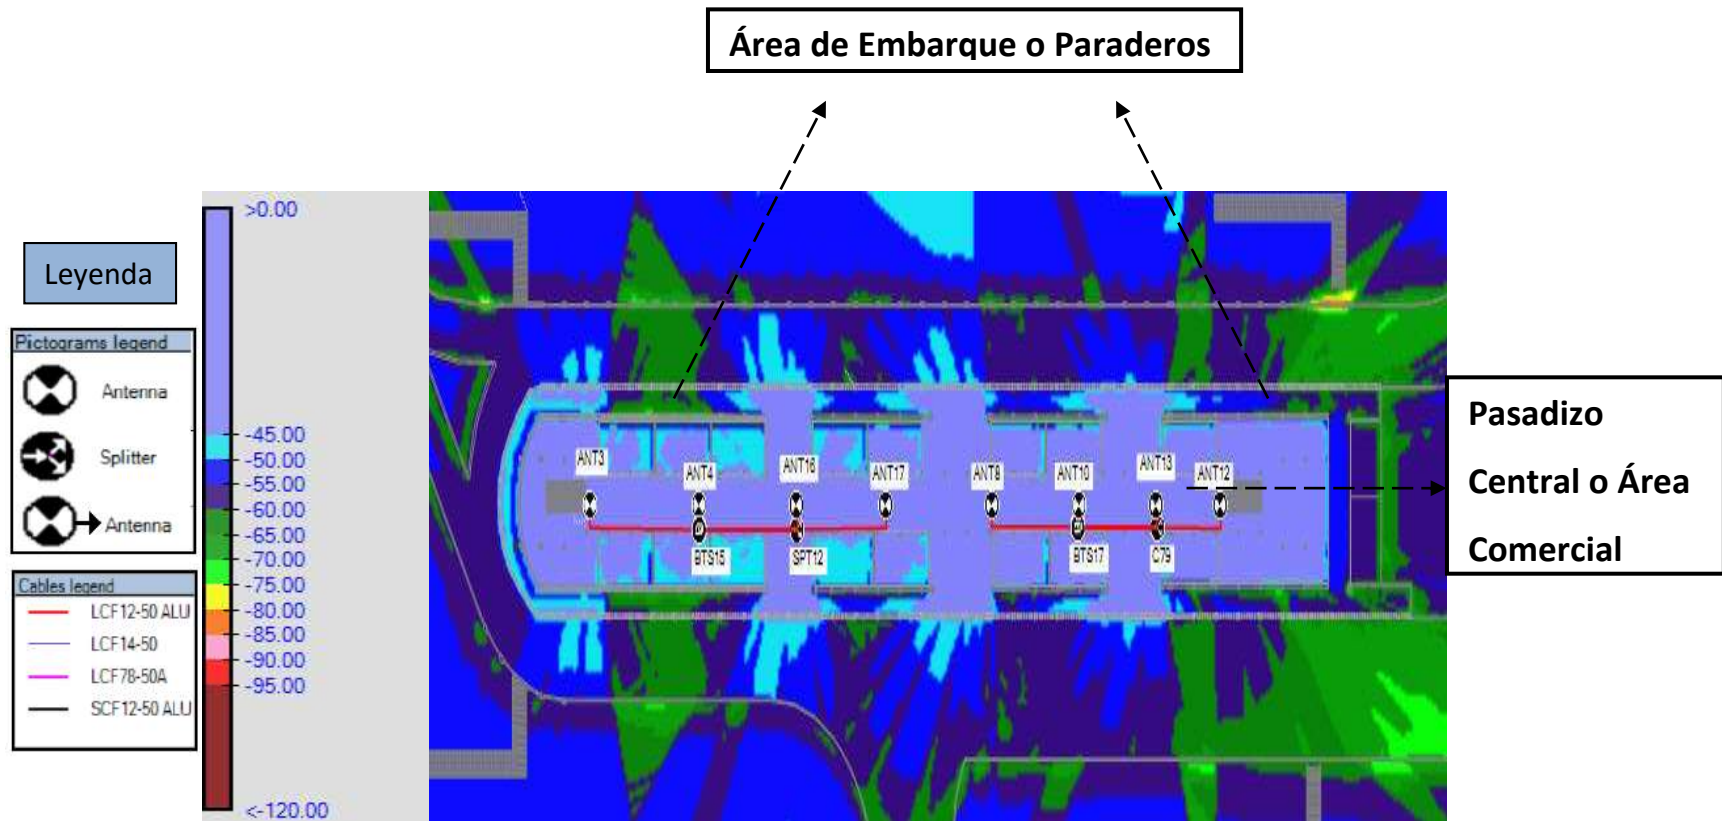 Área de Embarque o Paraderos
Leyenda
Pictograms legend
Antenna
Splitter
Antenna
Cables legend
LCF12-50 ALU
LCF14-50
LCF78-50A
SCF12-50 ALU
>0.00
-45.00
-50.00
-55.00
-60.00
-65.00
-70.00
-75.00
-80.00
-85.00
-90.00
-95.00
<-120.00
ANT3
ANT4
ANT16
ANT17
ANT8
ANT10
ANT13
ANT12
BTS15
SPT12
BTS17
C79
Pasadizo
Central o Área
Comercial